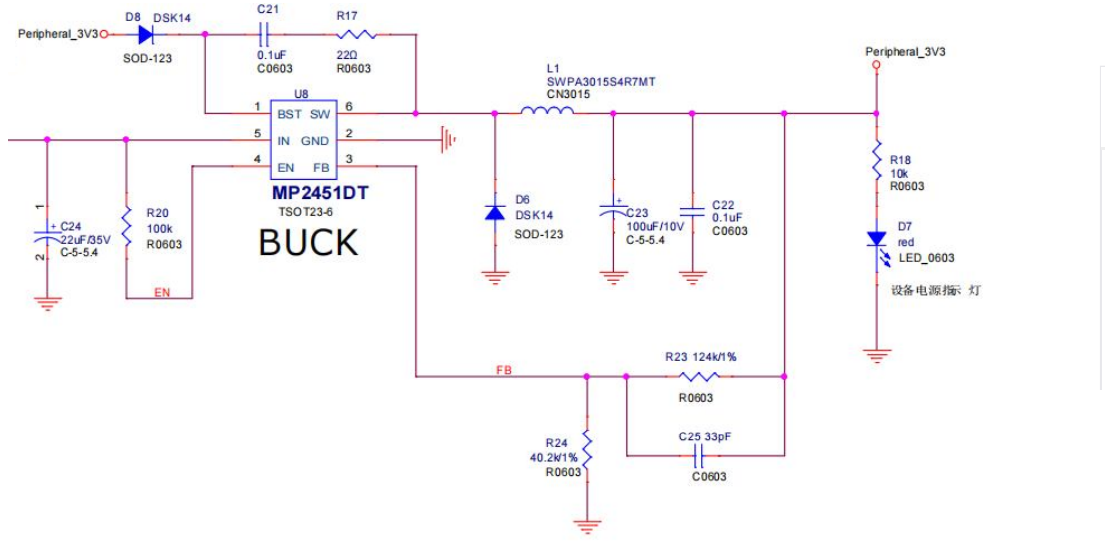 D8 DSK14
Peripheral_3V3
SOD-123
C21
0.1uF
C0603
R17
22Ω
R0603
U8
1 BST SW 6
5 IN GND 2
4 EN FB 3
MP2451DT
TSOT23-6
BUCK
L1
SWPA3015S4R7MT
CN3015
Peripheral_3V3
R18
10k
R0603
D7
red
LED_0603
设备电源指示 灯
D6
DSK14
SOD-123
+
C23
100uF/10V
C-5-5.4
C22
0.1uF
C0603
1
+
C24
22uF/35V
C-5-5.4
2
R20
100k
R0603
EN
FB
R23 124k/1%
R0603
R24
40.2k/1%
R0603
C25 33pF
C0603